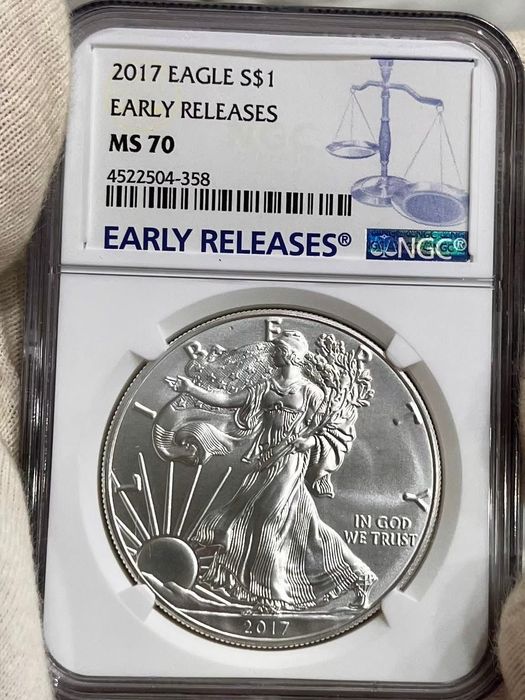 2017 EAGLE S$1
EARLY RELEASES
MS 70
4522504-358
EARLY RELEASES®
NGC®
LIBERTY
IN GOD
WE TRUST
2017